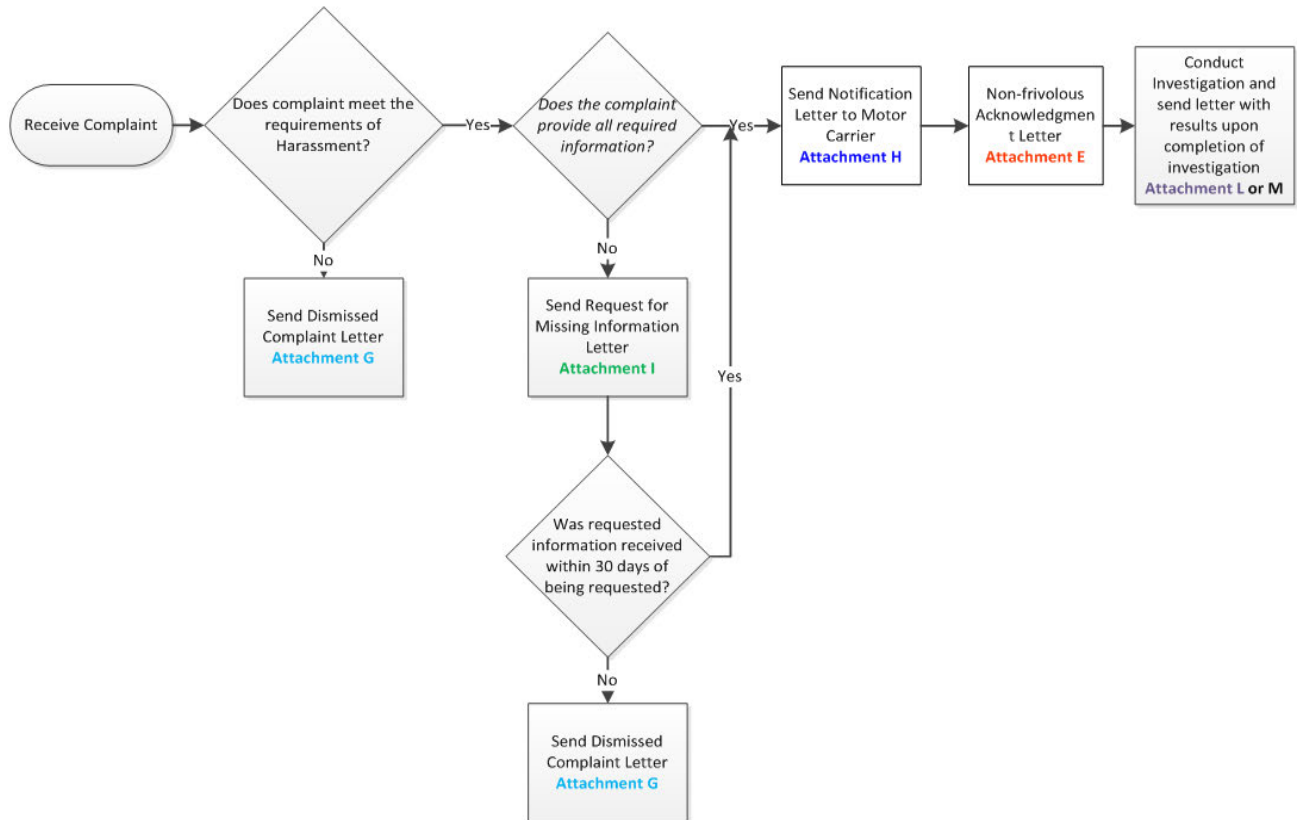 Receive Complaint
Does complaint meet the
requirements of
Harassment?
Yes
No
Send Dismissed
Complaint Letter
Attachment G
Does the complaint
provide all required
information?
Yes
No
Send Request for
Missing Information
Letter
Attachment I
Was requested
information received
within 30 days of
being requested?
Yes
No
Send Dismissed
Complaint Letter
Attachment G
Send Notification
Letter to Motor
Carrier
Attachment H
Non-frivolous
Acknowledgmen
t Letter
Attachment E
Conduct
Investigation and
send letter with
results upon
completion of
investigation
Attachment L or M